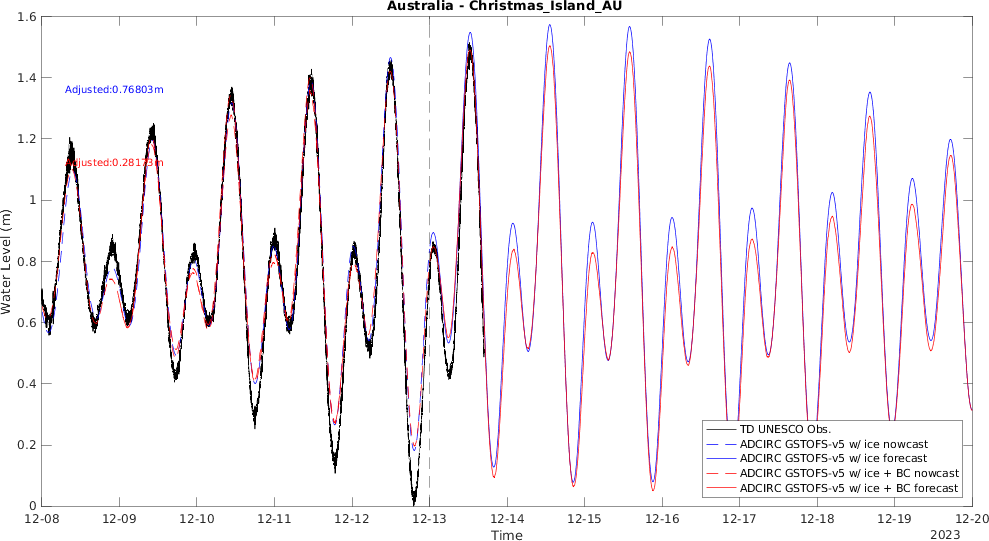 Australia - Christmas_Island_AU
1.6
1.4
1.2
1
0.8
0.6
0.4
0.2
0
Water Level (m)
Adjusted:0.76803m
Adjusted:0.28173m
TD UNESCO Obs.
ADCIRC GSTOFS-v5 w/ ice nowcast
ADCIRC GSTOFS-v5 w/ ice forecast
ADCIRC GSTOFS-v5 w/ ice + BC nowcast
ADCIRC GSTOFS-v5 w/ ice + BC forecast
12-08 12-09 12-10 12-11 12-12 12-13 12-14 12-15 12-16 12-17 12-18 12-19 12-20
Time
2023